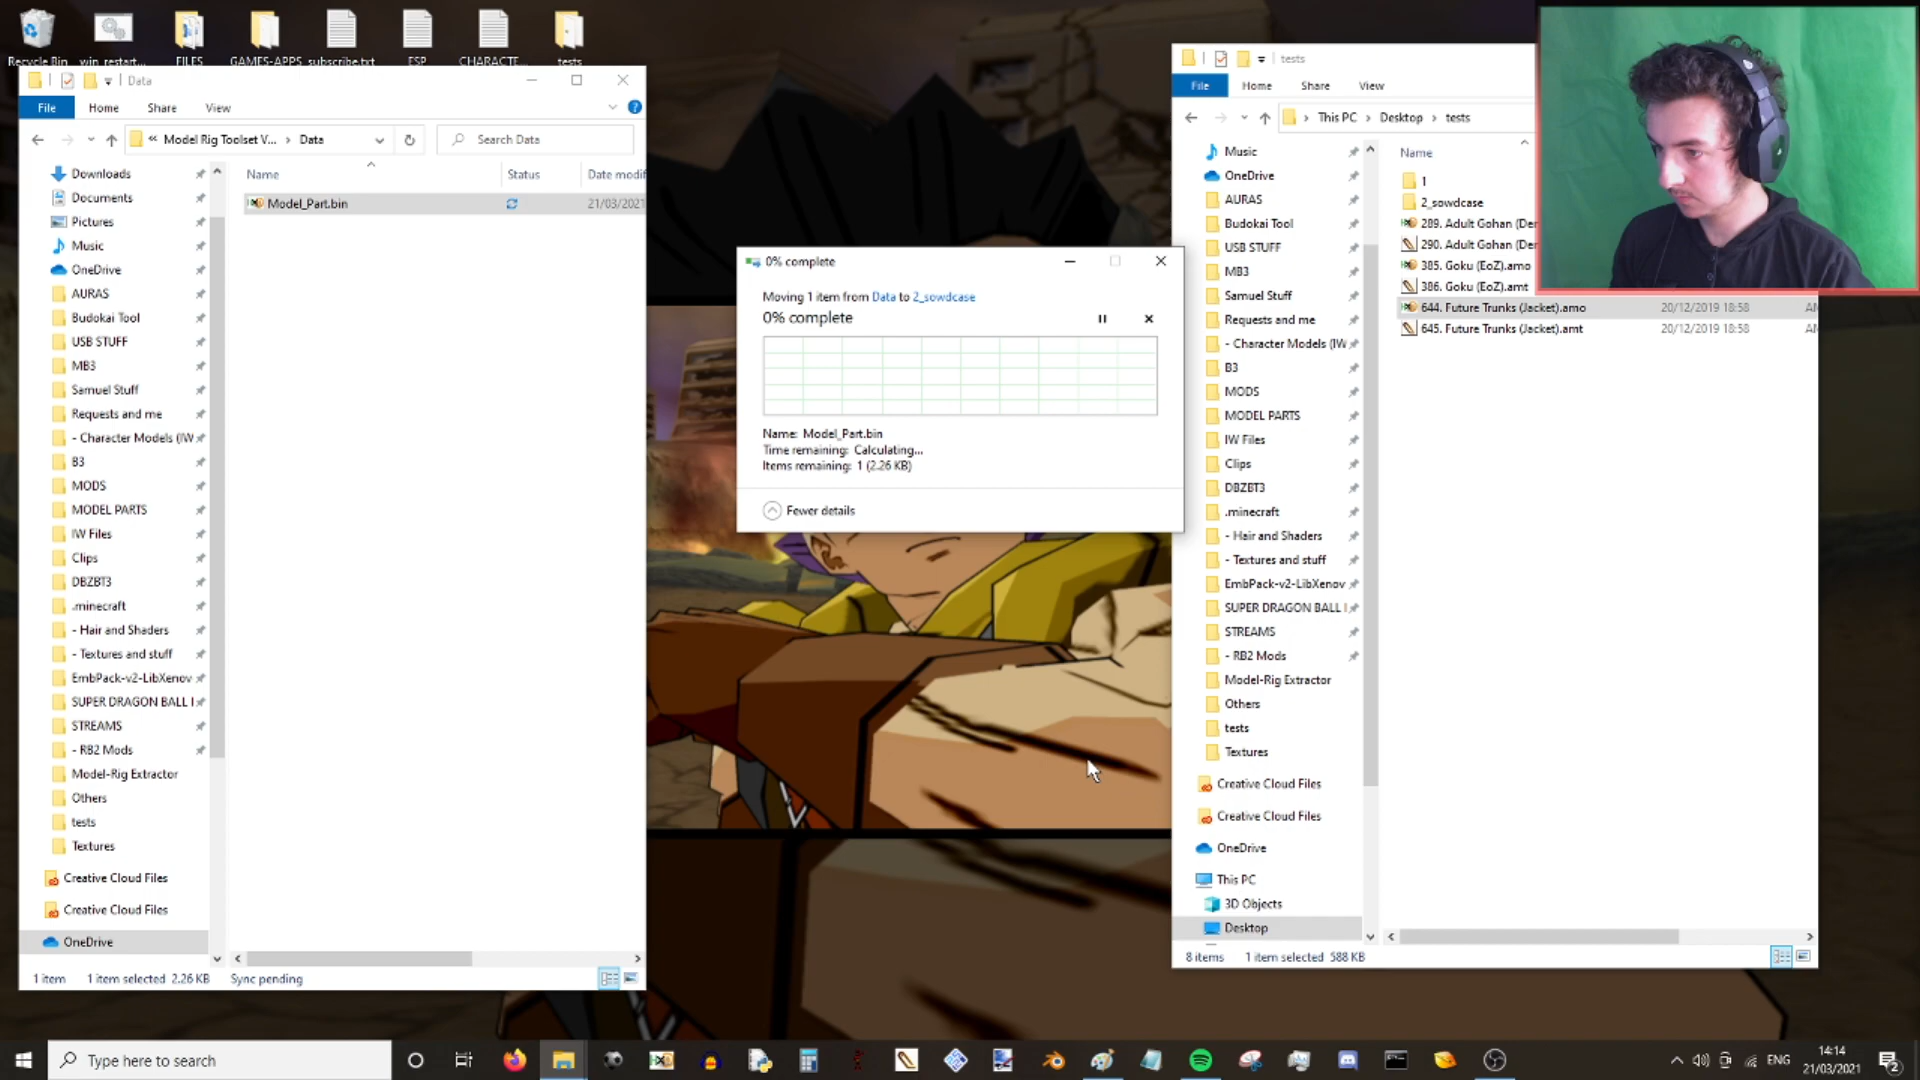 Recycle Bin
win_restart...
FILES
GAMES-APPS
subscribe.txt
ESP
CHARACTE...
tests
Data
File
Home
Share
View
« Model Rig Toolset V... › Data
Search Data
Downloads
Documents
Pictures
Music
OneDrive
AURAS
Budokai Tool
USB STUFF
MB3
Samuel Stuff
Requests and me
- Character Models (IW
B3
MODS
MODEL PARTS
IW Files
Clips
DBZBT3
.minecraft
- Hair and Shaders
- Textures and stuff
EmbPack-v2-LibXenov
SUPER DRAGON BALL
STREAMS
- RB2 Mods
Model-Rig Extractor
Others
tests
Textures
Creative Cloud Files
Creative Cloud Files
OneDrive
Name
Status
Date modif
Model_Part.bin
21/03/2021
1 item
1 item selected 2.26 KB
Sync pending
0% complete
Moving 1 item from Data to 2_sowdcase
0% complete
Name: Model_Part.bin
Time remaining: Calculating...
Items remaining: 1 (2.26 KB)
Fewer details
tests
File
Home
Share
View
› This PC › Desktop › tests
Music
OneDrive
AURAS
Budokai Tool
USB STUFF
MB3
Samuel Stuff
Requests and me
- Character Models (IW
B3
MODS
MODEL PARTS
IW Files
Clips
DBZBT3
.minecraft
- Hair and Shaders
- Textures and stuff
EmbPack-v2-LibXenov
SUPER DRAGON BALL
STREAMS
- RB2 Mods
Model-Rig Extractor
Others
tests
Textures
Creative Cloud Files
Creative Cloud Files
OneDrive
This PC
3D Objects
Desktop
Name
1
2_sowdcase
289. Adult Gohan (Der
290. Adult Gohan (Der
385. Goku (EoZ).amo
386. Goku (EoZ).amt
644. Future Trunks (Jacket).amo 20/12/2019 18:58 AM
645. Future Trunks (Jacket).amt 20/12/2019 18:58 AM
8 items
1 item selected 588 KB
Type here to search
ENG
14:14
21/03/2021
2